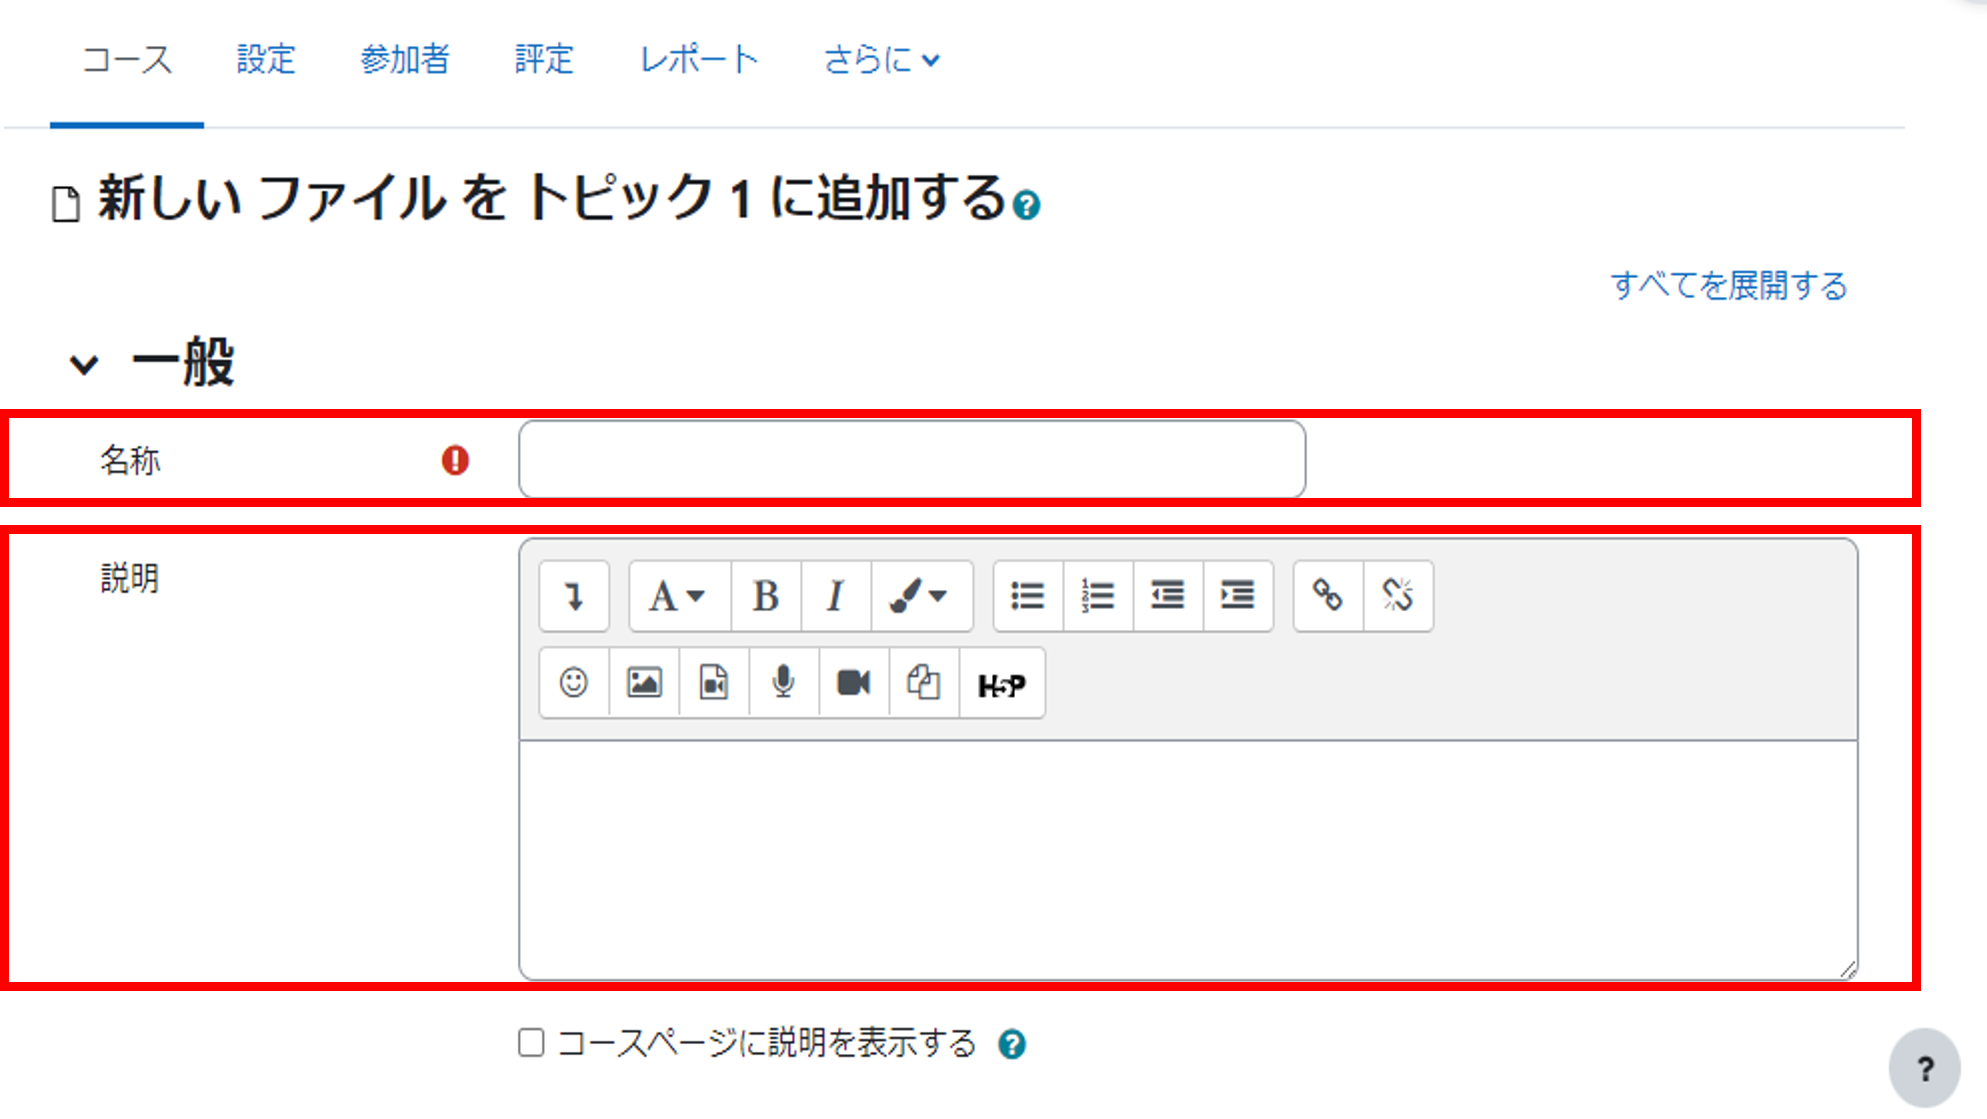 コース 設定 参加者 評定 レポート さらに
新しい ファイル を トピック 1 に追加する ?
すべてを展開する
一般
名称 !
説明
A B I
H5P
コースページに説明を表示する ?
?